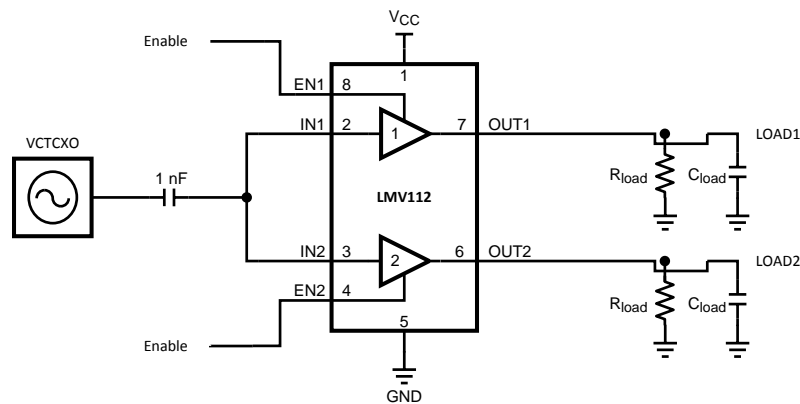 VCC
Enable
1
EN1 8
VCTCXO
IN1 2
1
7 OUT1
LOAD1
1 nF
Rload
Cload
LMV112
IN2 3
2
6 OUT2
LOAD2
EN2 4
Rload
Cload
5
Enable
GND